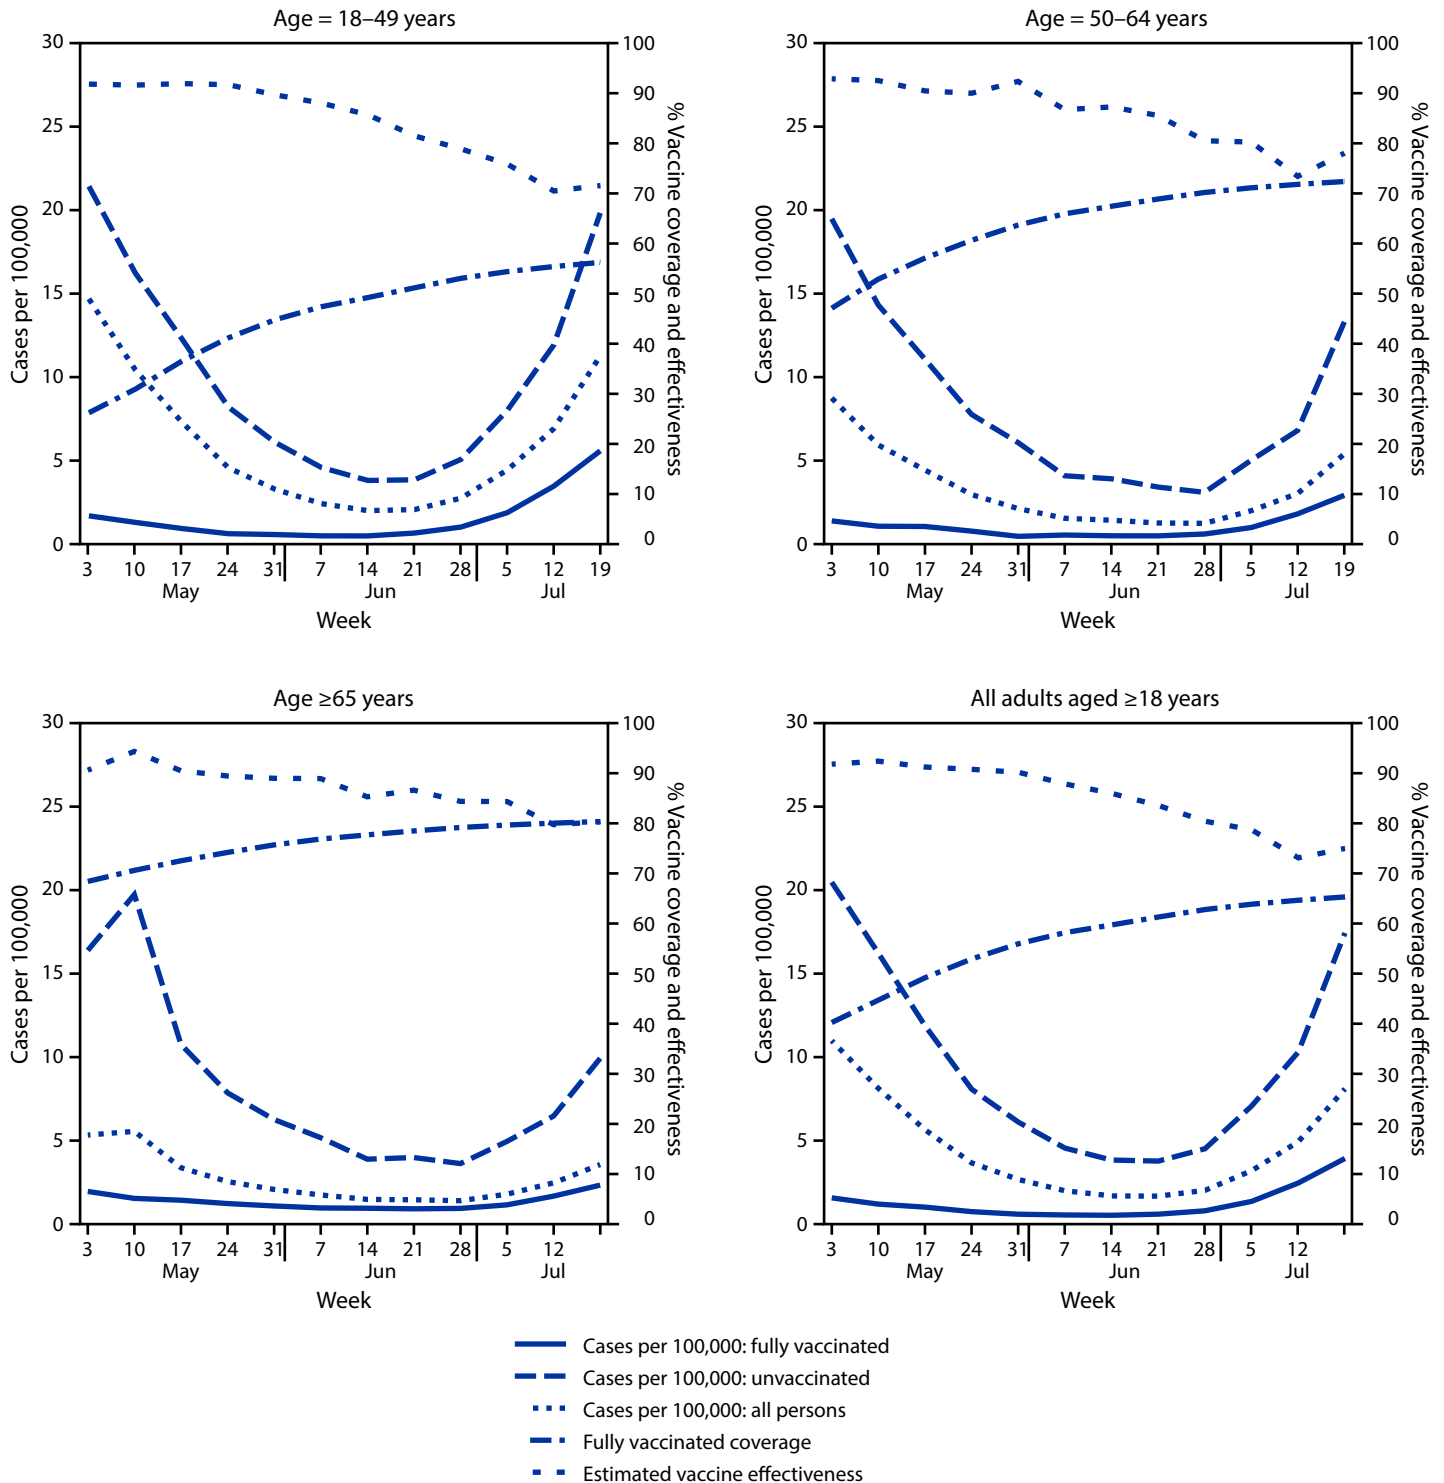 Age = 18–49 years
30
25
20
15
10
5
0
Cases per 100,000
100
90
80
70
60
50
40
30
20
10
0
% Vaccine coverage and effectiveness
3 10 17 24 31 7 14 21 28 5 12 19
May Jun Jul
Week
Age = 50–64 years
30
25
20
15
10
5
0
Cases per 100,000
100
90
80
70
60
50
40
30
20
10
0
% Vaccine coverage and effectiveness
3 10 17 24 31 7 14 21 28 5 12 19
May Jun Jul
Week
Age ≥65 years
30
25
20
15
10
5
0
Cases per 100,000
100
90
80
70
60
50
40
30
20
10
0
% Vaccine coverage and effectiveness
3 10 17 24 31 7 14 21 28 5 12
May Jun Jul
Week
All adults aged ≥18 years
30
25
20
15
10
5
0
Cases per 100,000
100
90
80
70
60
50
40
30
20
10
0
% Vaccine coverage and effectiveness
3 10 17 24 31 7 14 21 28 5 12
May Jun Jul
Week
Cases per 100,000: fully vaccinated
Cases per 100,000: unvaccinated
Cases per 100,000: all persons
Fully vaccinated coverage
Estimated vaccine effectiveness